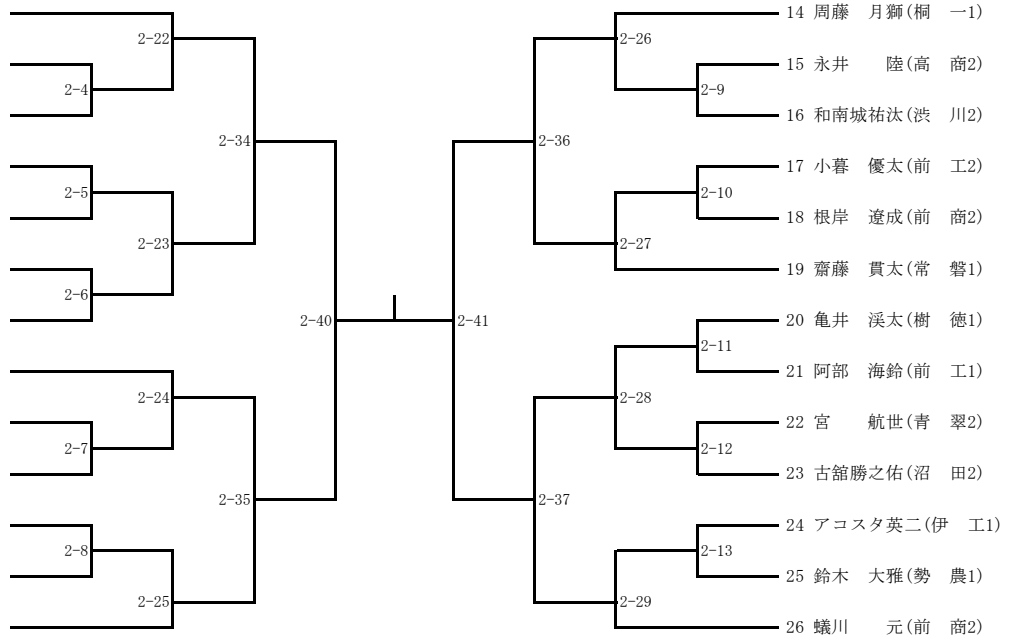 14 周藤　月獅(桐　一1)
2-22
2-26
15 永井　　陸(高　商2)
2-4
2-9
16 和南城祐汰(渋　川2)
2-34
2-36
17 小暮　優太(前　工2)
2-5
2-10
18 根岸　遼成(前　商2)
2-23
2-27
19 齋藤　貫太(常　磐1)
2-6
2-40
2-41
20 亀井　渓太(樹　徳1)
2-11
21 阿部　海鈴(前　工1)
2-24
2-28
22 宮　　航世(青　翠2)
2-7
2-12
23 古舘勝之佑(沼　田2)
2-35
2-37
24 アコスタ英二(伊　工1)
2-8
2-13
25 鈴木　大雅(勢　農1)
2-25
2-29
26 蟻川　　元(前　商2)